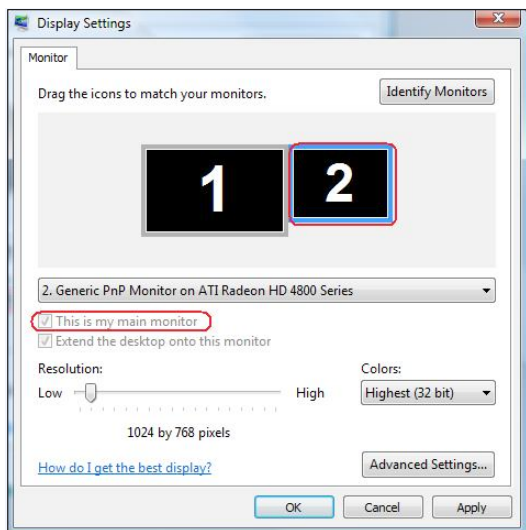 Display Settings
Monitor
Drag the icons to match your monitors.
Identify Monitors
1
2
2. Generic PnP Monitor on ATI Radeon HD 4800 Series
This is my main monitor
Extend the desktop onto this monitor
Resolution:
Colors:
Low
High
Highest (32 bit)
1024 by 768 pixels
How do I get the best display?
Advanced Settings...
OK
Cancel
Apply